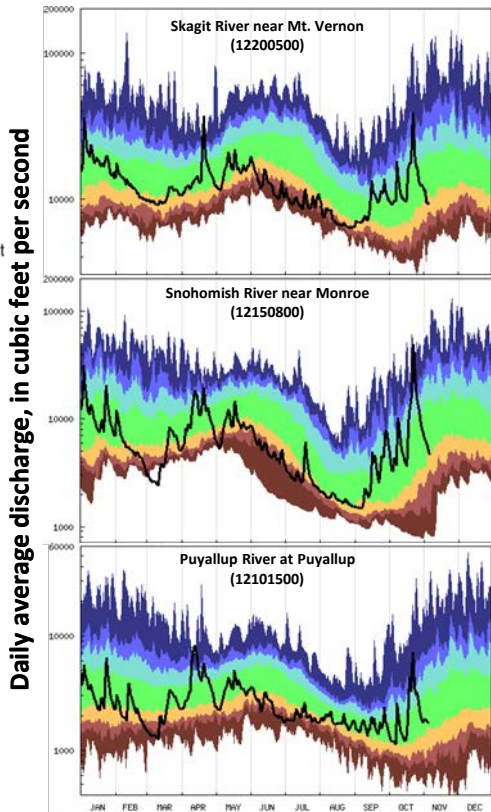 200000
Skagit River near Mt. Vernon
(12200500)
10000
t
200000
Snohomish River near Monroe
(12150800)
100000
10000
1000
Daily average discharge, in cubic feet per second
Puyallup River at Puyallup
(12101500)
10000
1000
JAN FEB MAR APR MAY JUN JUL AUG SEP OCT NOV DEC